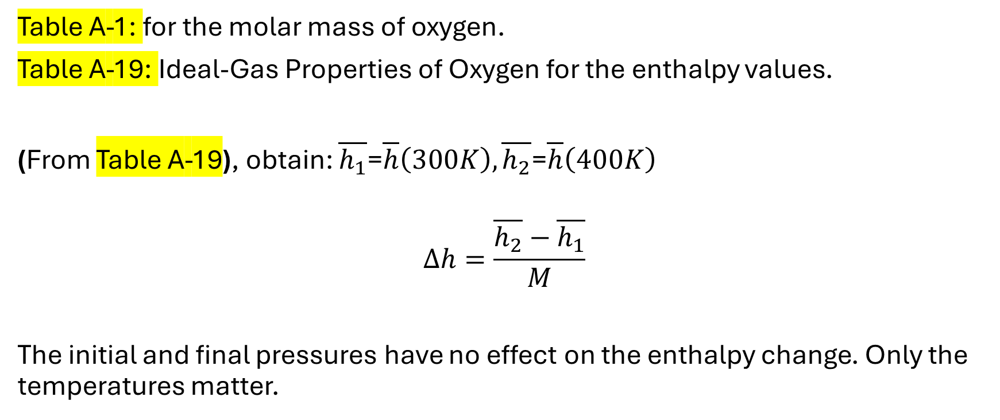 Table A-1: for the molar mass of oxygen.
Table A-19: Ideal-Gas Properties of Oxygen for the enthalpy values.
(From Table A-19), obtain: $\overline{h_1}$=$\overline{h}(300K)$, $\overline{h_2}$=$\overline{h}(400K)$
$\Delta h = \frac{\overline{h_2} - \overline{h_1}}{M}$
The initial and final pressures have no effect on the enthalpy change. Only the
temperatures matter.